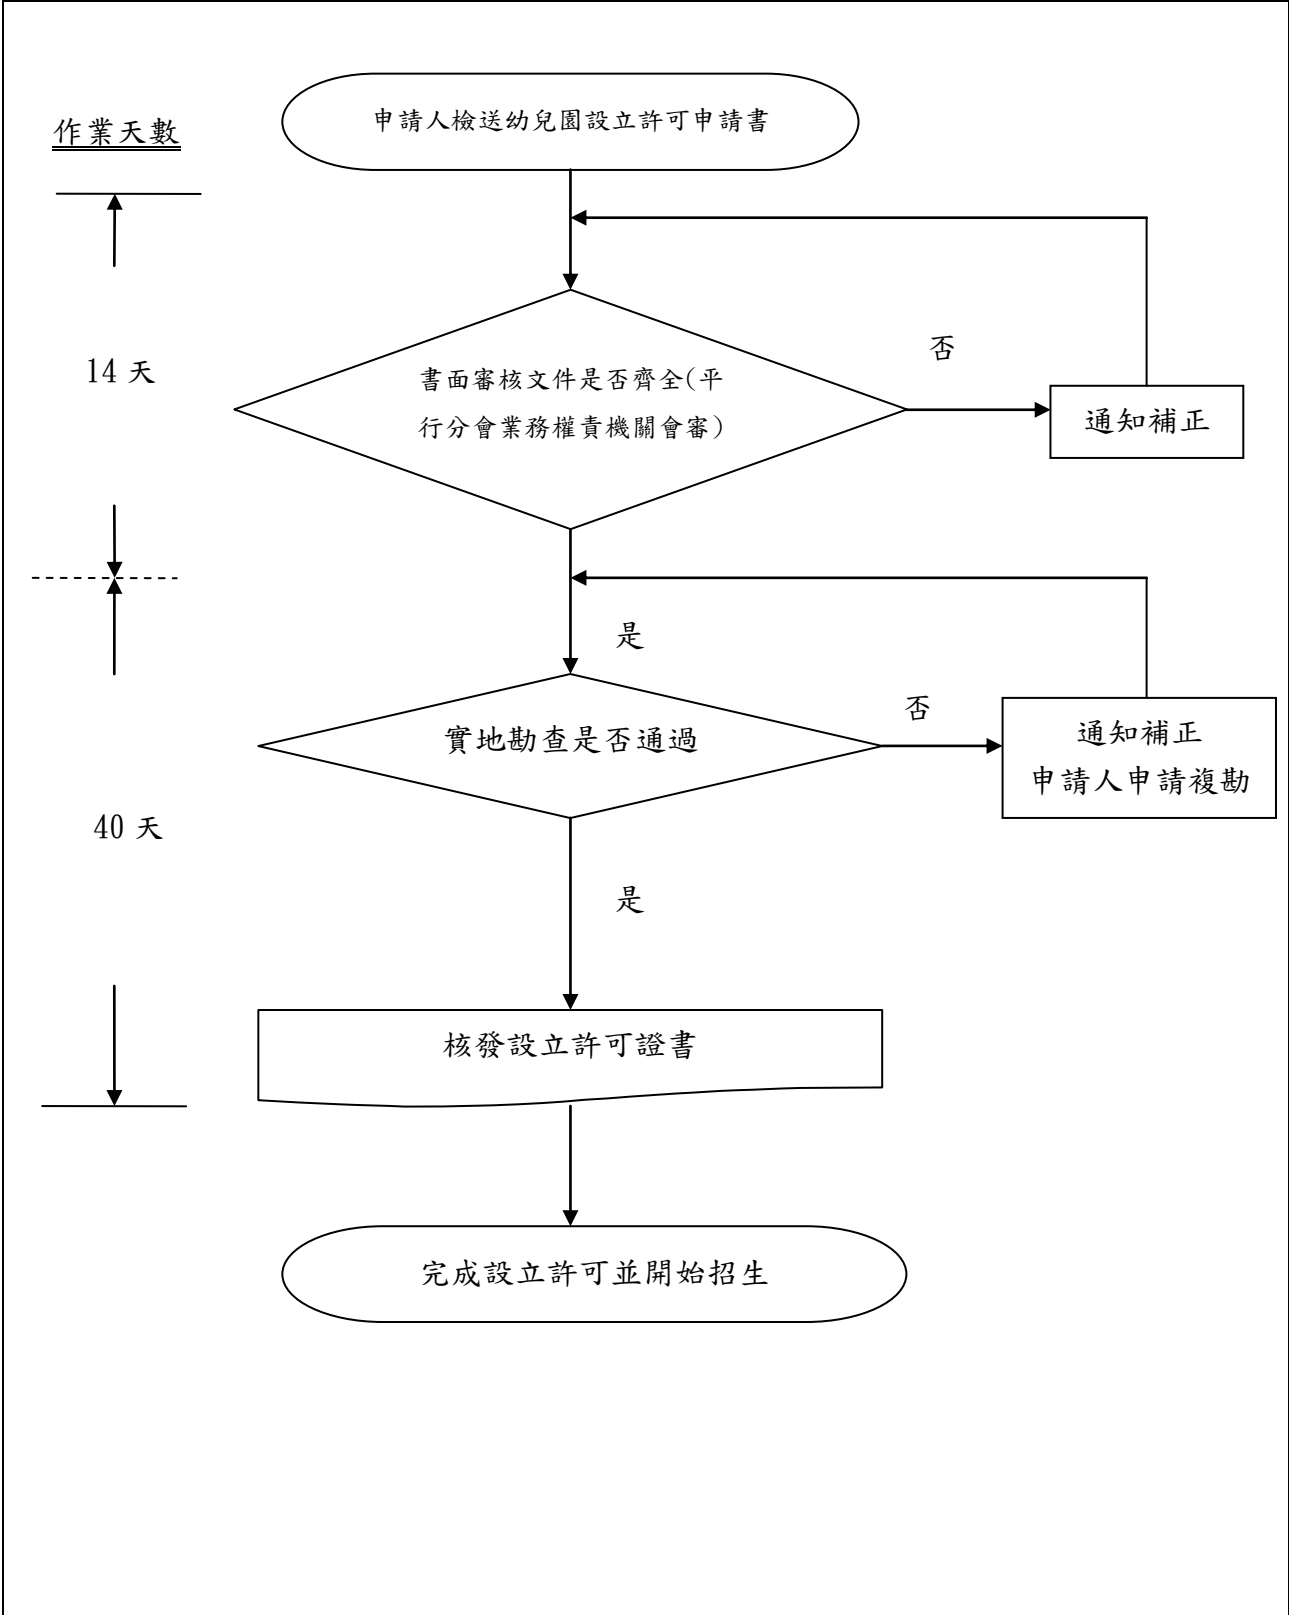 作業天數
申請人檢送幼兒園設立許可申請書
14 天
書面審核文件是否齊全(平
行分會業務權責機關會審)
否
通知補正
是
實地勘查是否通過
否
通知補正
申請人申請複勘
40 天
是
核發設立許可證書
完成設立許可並開始招生